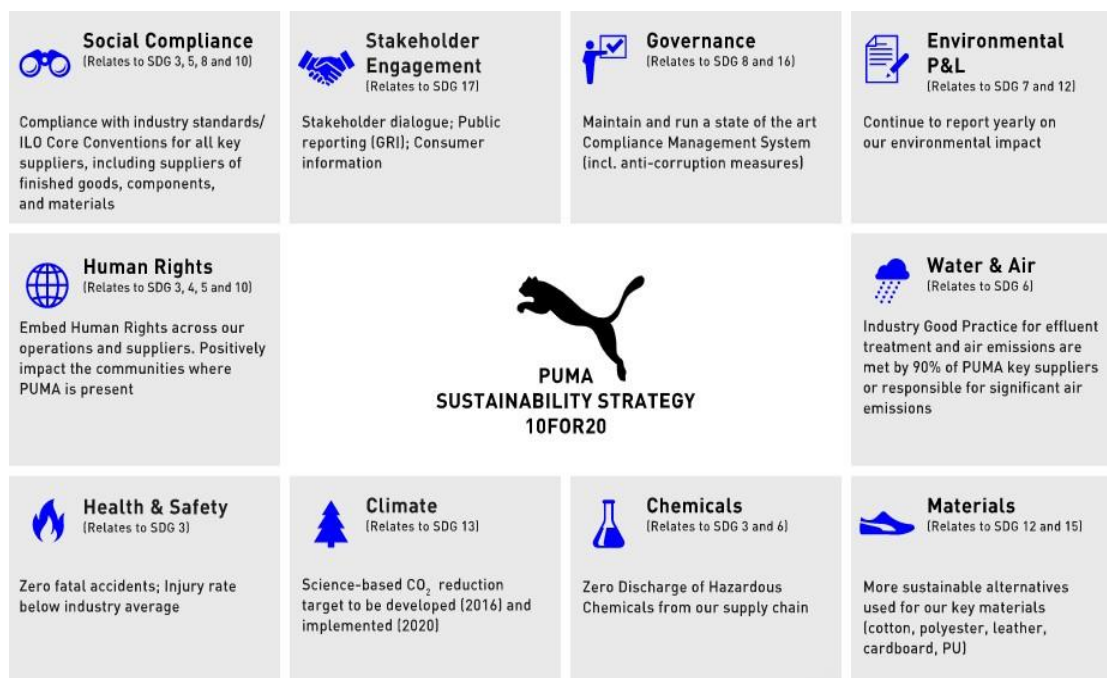 Social Compliance
(Relates to SDG 3, 5, 8 and 10)
Compliance with industry standards/
ILO Core Conventions for all key
suppliers, including suppliers of
finished goods, components,
and materials
Stakeholder
Engagement
(Relates to SDG 17)
Stakeholder dialogue; Public
reporting (GRI); Consumer
information
Governance
(Relates to SDG 8 and 16)
Maintain and run a state of the art
Compliance Management System
(incl. anti-corruption measures)
Environmental
P&L
(Relates to SDG 7 and 12)
Continue to report yearly on
our environmental impact
Human Rights
(Relates to SDG 3, 4, 5 and 10)
Embed Human Rights across our
operations and suppliers. Positively
impact the communities where
PUMA is present
PUMA
SUSTAINABILITY STRATEGY
10FOR20
Water & Air
(Relates to SDG 6)
Industry Good Practice for effluent
treatment and air emissions are
met by 90% of PUMA key suppliers
or responsible for significant air
emissions
Health & Safety
(Relates to SDG 3)
Zero fatal accidents; Injury rate
below industry average
Climate
(Relates to SDG 13)
Science-based CO₂ reduction
target to be developed (2016) and
implemented (2020)
Chemicals
(Relates to SDG 3 and 6)
Zero Discharge of Hazardous
Chemicals from our supply chain
Materials
(Relates to SDG 12 and 15)
More sustainable alternatives
used for our key materials
(cotton, polyester, leather,
cardboard, PU)